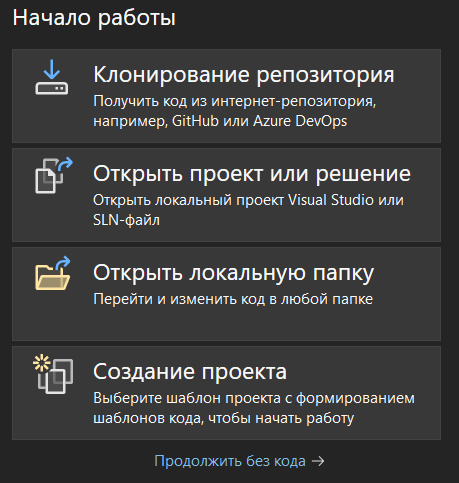 Начало работы
Клонирование репозитория
Получить код из интернет-репозитория,
например, GitHub или Azure DevOps
Открыть проект или решение
Открыть локальный проект Visual Studio или
SLN-файл
Открыть локальную папку
Перейти и изменить код в любой папке
Создание проекта
Выберите шаблон проекта с формированием
шаблонов кода, чтобы начать работу
Продолжить без кода →